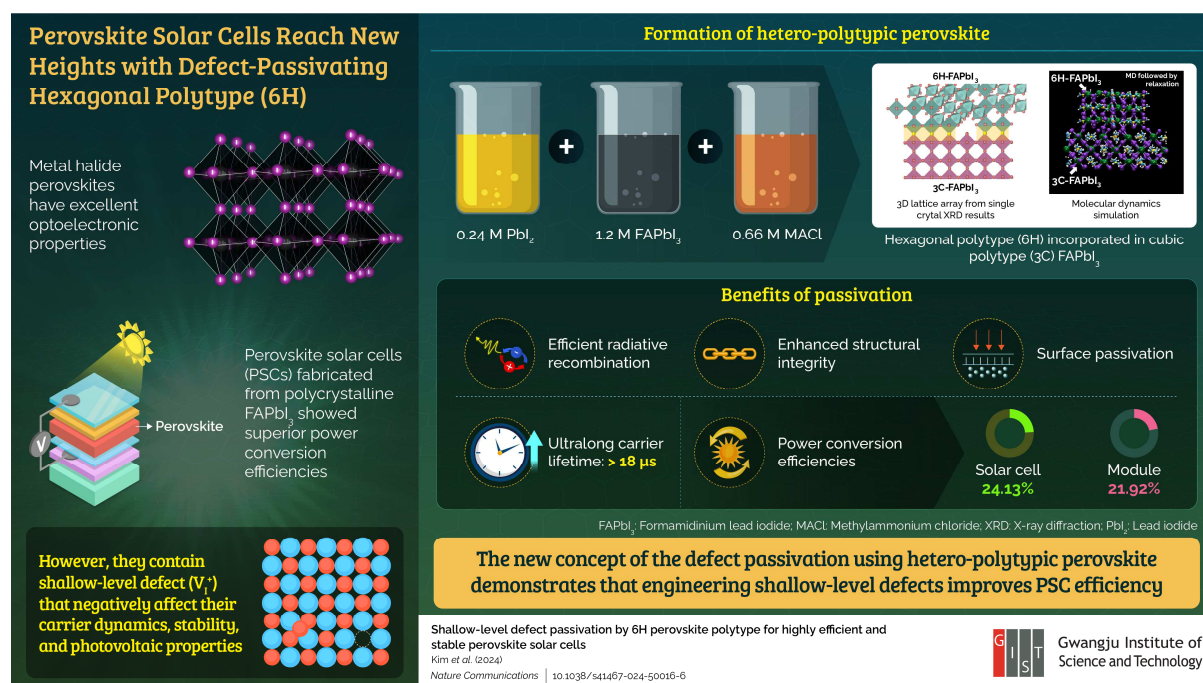 Perovskite Solar Cells Reach New
Heights with Defect-Passivating
Hexagonal Polytype (6H)
Metal halide
perovskites
have excellent
optoelectronic
properties
Perovskite
V
Perovskite solar cells
(PSCs) fabricated
from polycrystalline
FAPbI₃ showed
superior power
conversion
efficiencies
However, they contain
shallow-level defect (V_I⁺)
that negatively affect their
carrier dynamics, stability,
and photovoltaic properties
Formation of hetero-polytypic perovskite
+
+
0.24 M PbI₂
1.2 M FAPbI₃
0.66 M MACl
6H-FAPbI₃
3C-FAPbI₃
3D lattice array from single
crytal XRD results
6H-FAPbI₃
MD followed by
relaxation
3C-FAPbI₃
Molecular dynamics
simulation
Hexagonal polytype (6H) incorporated in cubic
polytype (3C) FAPbI₃
Benefits of passivation
Efficient radiative
recombination
Enhanced structural
integrity
Surface passivation
Ultralong carrier
lifetime: > 18 µs
Power conversion
efficiencies
Solar cell
24.13%
Module
21.92%
FAPbI₃: Formamidinium lead iodide; MACl: Methylammonium chloride; XRD: X-ray diffraction; PbI₂: Lead iodide
The new concept of the defect passivation using hetero-polytypic perovskite
demonstrates that engineering shallow-level defects improves PSC efficiency
Shallow-level defect passivation by 6H perovskite polytype for highly efficient and
stable perovskite solar cells
Kim et al. (2024)
Nature Communications | 10.1038/s41467-024-50016-6
GIST
Gwangju Institute of
Science and Technology